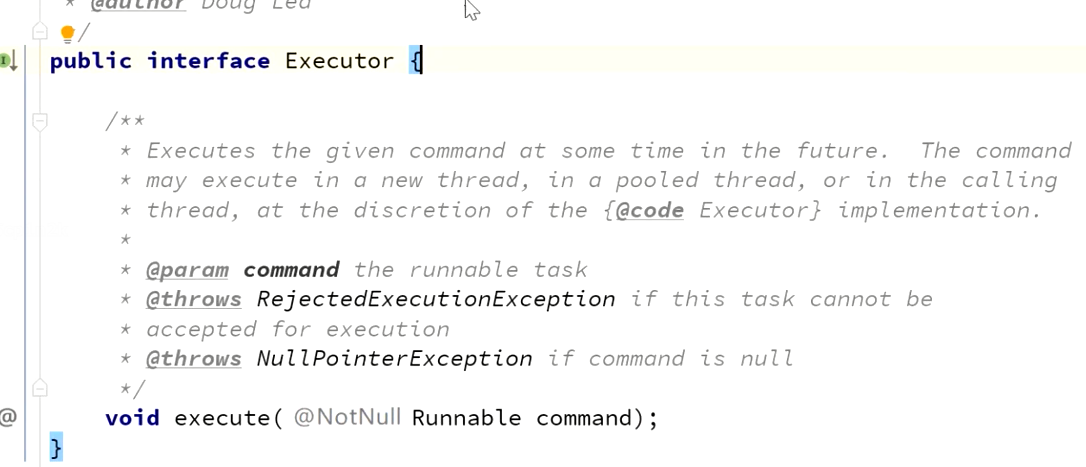 * @author Doug Lea
*/
public interface Executor {
/**
* Executes the given command at some time in the future.  The command
* may execute in a new thread, in a pooled thread, or in the calling
* thread, at the discretion of the {@code Executor} implementation.
*
* @param command the runnable task
* @throws RejectedExecutionException if this task cannot be
* accepted for execution
* @throws NullPointerException if command is null
*/
@ void execute( @NotNull Runnable command);
}